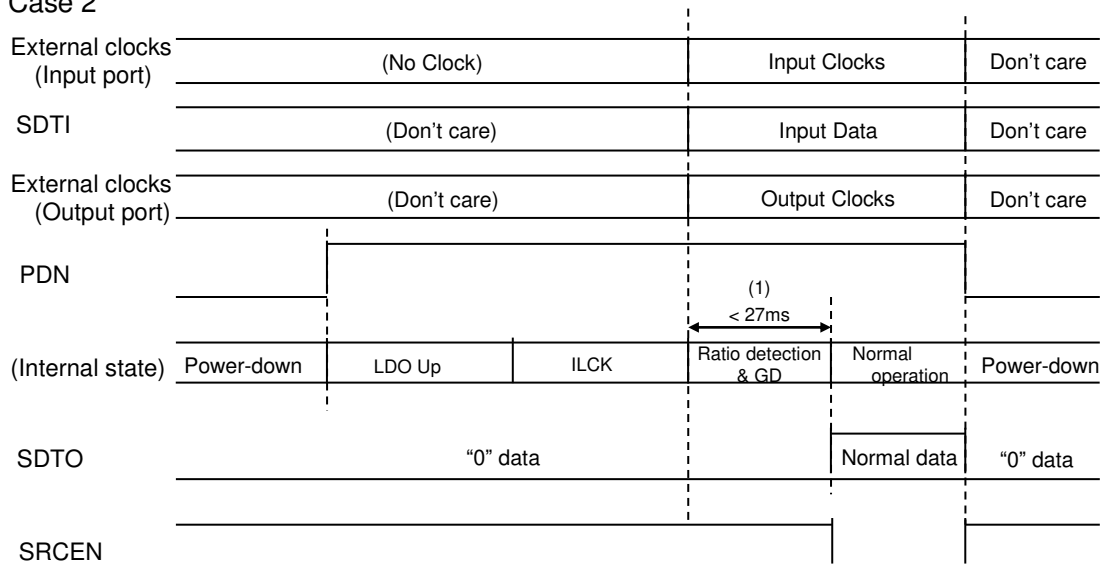 Case 2
External clocks
(Input port)
(No Clock)
Input Clocks
Don't care
SDTI
(Don't care)
Input Data
Don't care
External clocks
(Output port)
(Don't care)
Output Clocks
Don't care
PDN
(1)
< 27ms
(Internal state)
Power-down
LDO Up
ILCK
Ratio detection
& GD
Normal
operation
Power-down
SDTO
“0” data
Normal data
“0” data
SRCEN